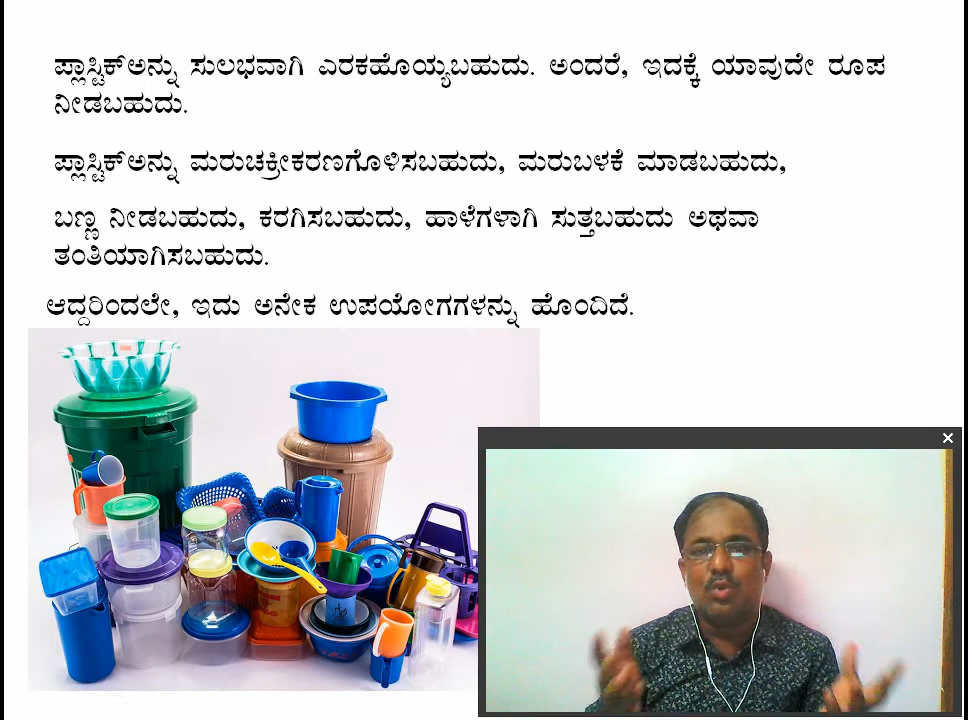 ಪ್ಲಾಸ್ಟಿಕ್‌ಅನ್ನು ಸುಲಭವಾಗಿ ಎರಕಹೊಯ್ಯಬಹುದು. ಅಂದರೆ, ಇದಕ್ಕೆ ಯಾವುದೇ ರೂಪ
ನೀಡಬಹುದು.
ಪ್ಲಾಸ್ಟಿಕ್‌ಅನ್ನು ಮರುಚಕ್ರೀಕರಣಗೊಳಿಸಬಹುದು, ಮರುಬಳಕೆ ಮಾಡಬಹುದು,
ಬಣ್ಣ ನೀಡಬಹುದು, ಕರಗಿಸಬಹುದು, ಹಾಳೆಗಳಾಗಿ ಸುತ್ತಬಹುದು ಅಥವಾ
ತಂತಿಯಾಗಿಸಬಹುದು.
ಆದ್ದರಿಂದಲೇ, ಇದು ಅನೇಕ ಉಪಯೋಗಗಳನ್ನು ಹೊಂದಿದೆ.